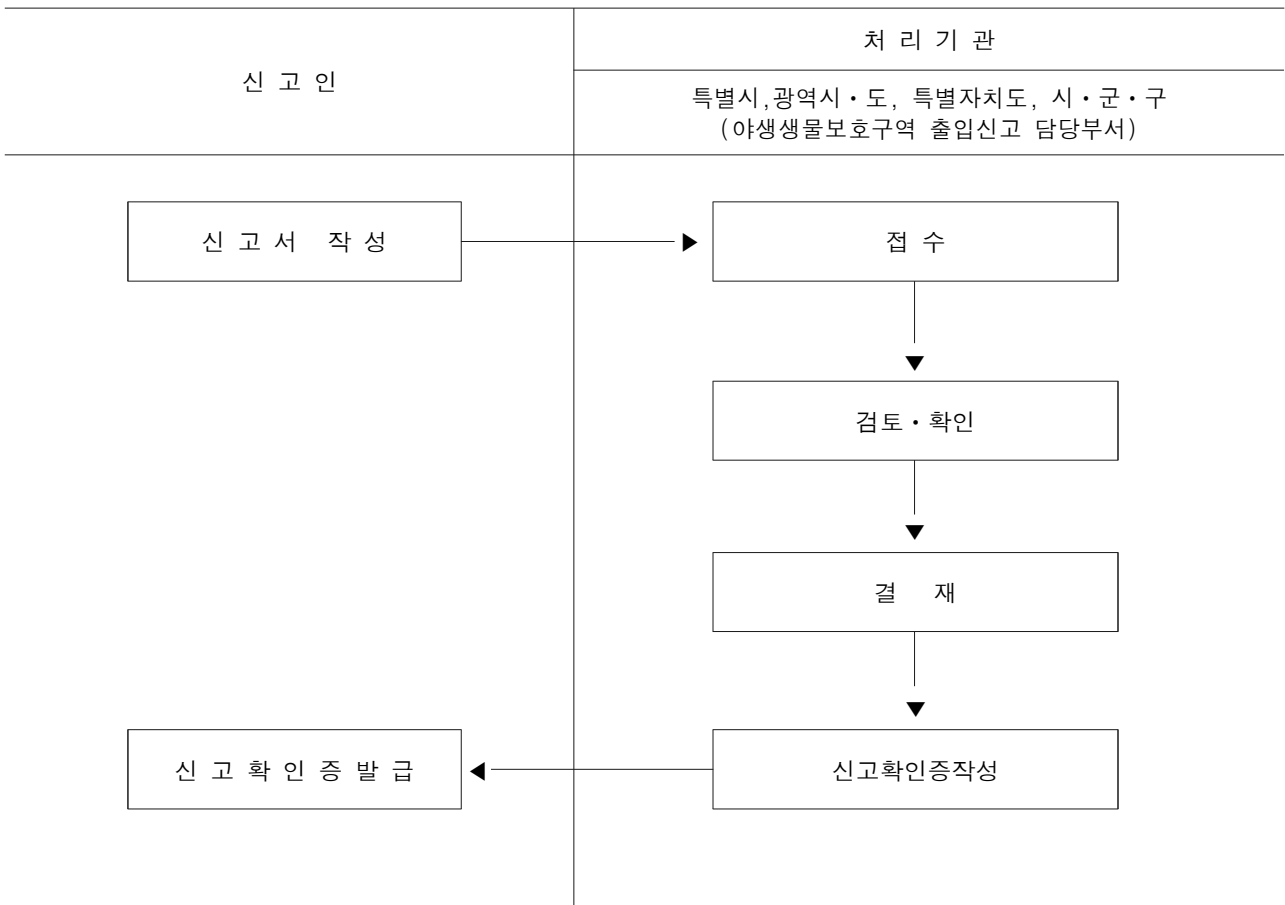 신 고 인
처 리 기 관
특별시,광역시·도, 특별자치도, 시·군·구
(야생생물보호구역 출입신고 담당부서)
신 고 서 작 성
접 수
검토·확인
결 재
신 고 확 인 증 발 급
신고확인증작성